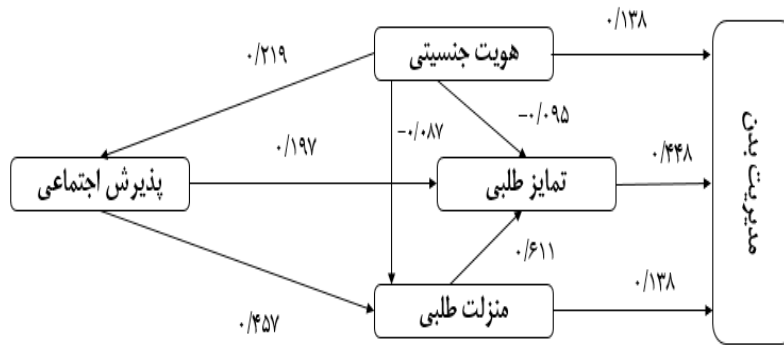 هویت جنسیتی
۰/۱۳۸
۰/۲۱۹
-۰/۰۸۷
-۰/۰۹۵
مدیریت بدن
پذیرش اجتماعی
۰/۱۹۷
تمایز طلبی
۰/۴۴۸
۰/۶۱۱
۰/۴۵۷
منزلت طلبی
۰/۱۳۸